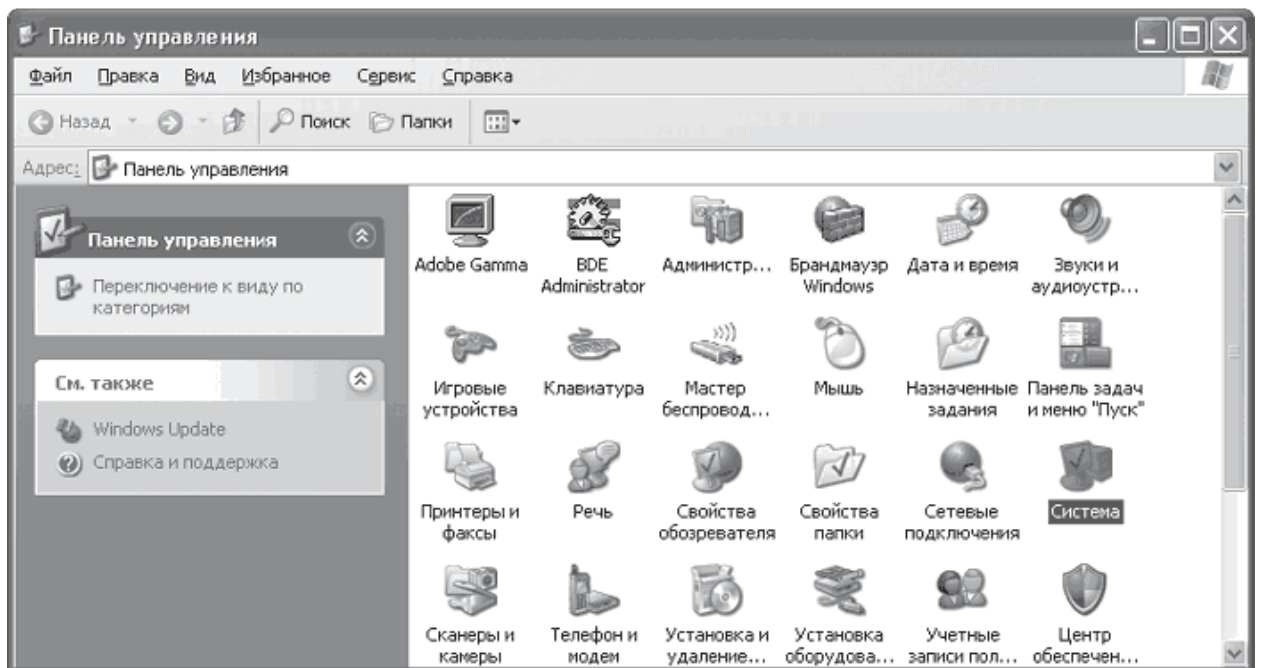 Панель управления
Файл Правка Вид Избранное Сервис Справка
Назад Поиск Папки
Адрес: Панель управления
Панель управления
Переключение к виду по
категориям
См. также
Windows Update
Справка и поддержка
Adobe Gamma
BDE
Administrator
Администр...
Брандмауэр
Windows
Дата и время
Звуки и
аудиоустр...
Игровые
устройства
Клавиатура
Мастер
беспровод...
Мышь
Назначенные
задания
Панель задач
и меню "Пуск"
Принтеры и
факсы
Речь
Свойства
обозревателя
Свойства
папки
Сетевые
подключения
Система
Сканеры и
камеры
Телефон и
модем
Установка и
удаление...
Установка
оборудова...
Учетные
записи пол...
Центр
обеспечен...